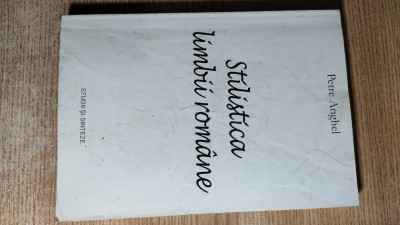 Petre Anghel
Stilistica
limbii române
STUDII ȘI SINTEZE